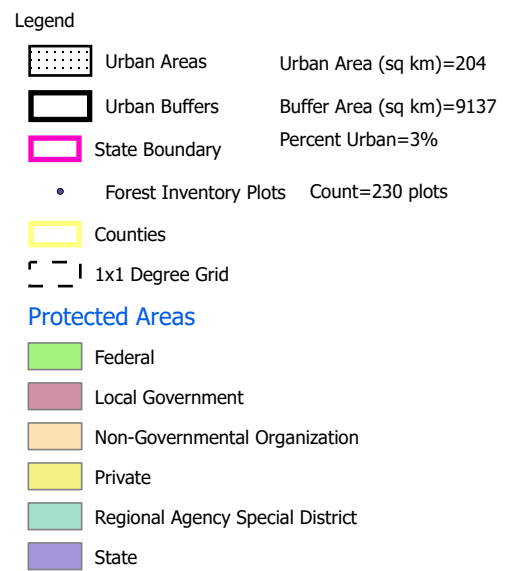 Legend
Urban Areas Urban Area (sq km)=204
Urban Buffers Buffer Area (sq km)=9137
State Boundary Percent Urban=3%
Forest Inventory Plots Count=230 plots
Counties
1x1 Degree Grid
Protected Areas
Federal
Local Government
Non-Governmental Organization
Private
Regional Agency Special District
State